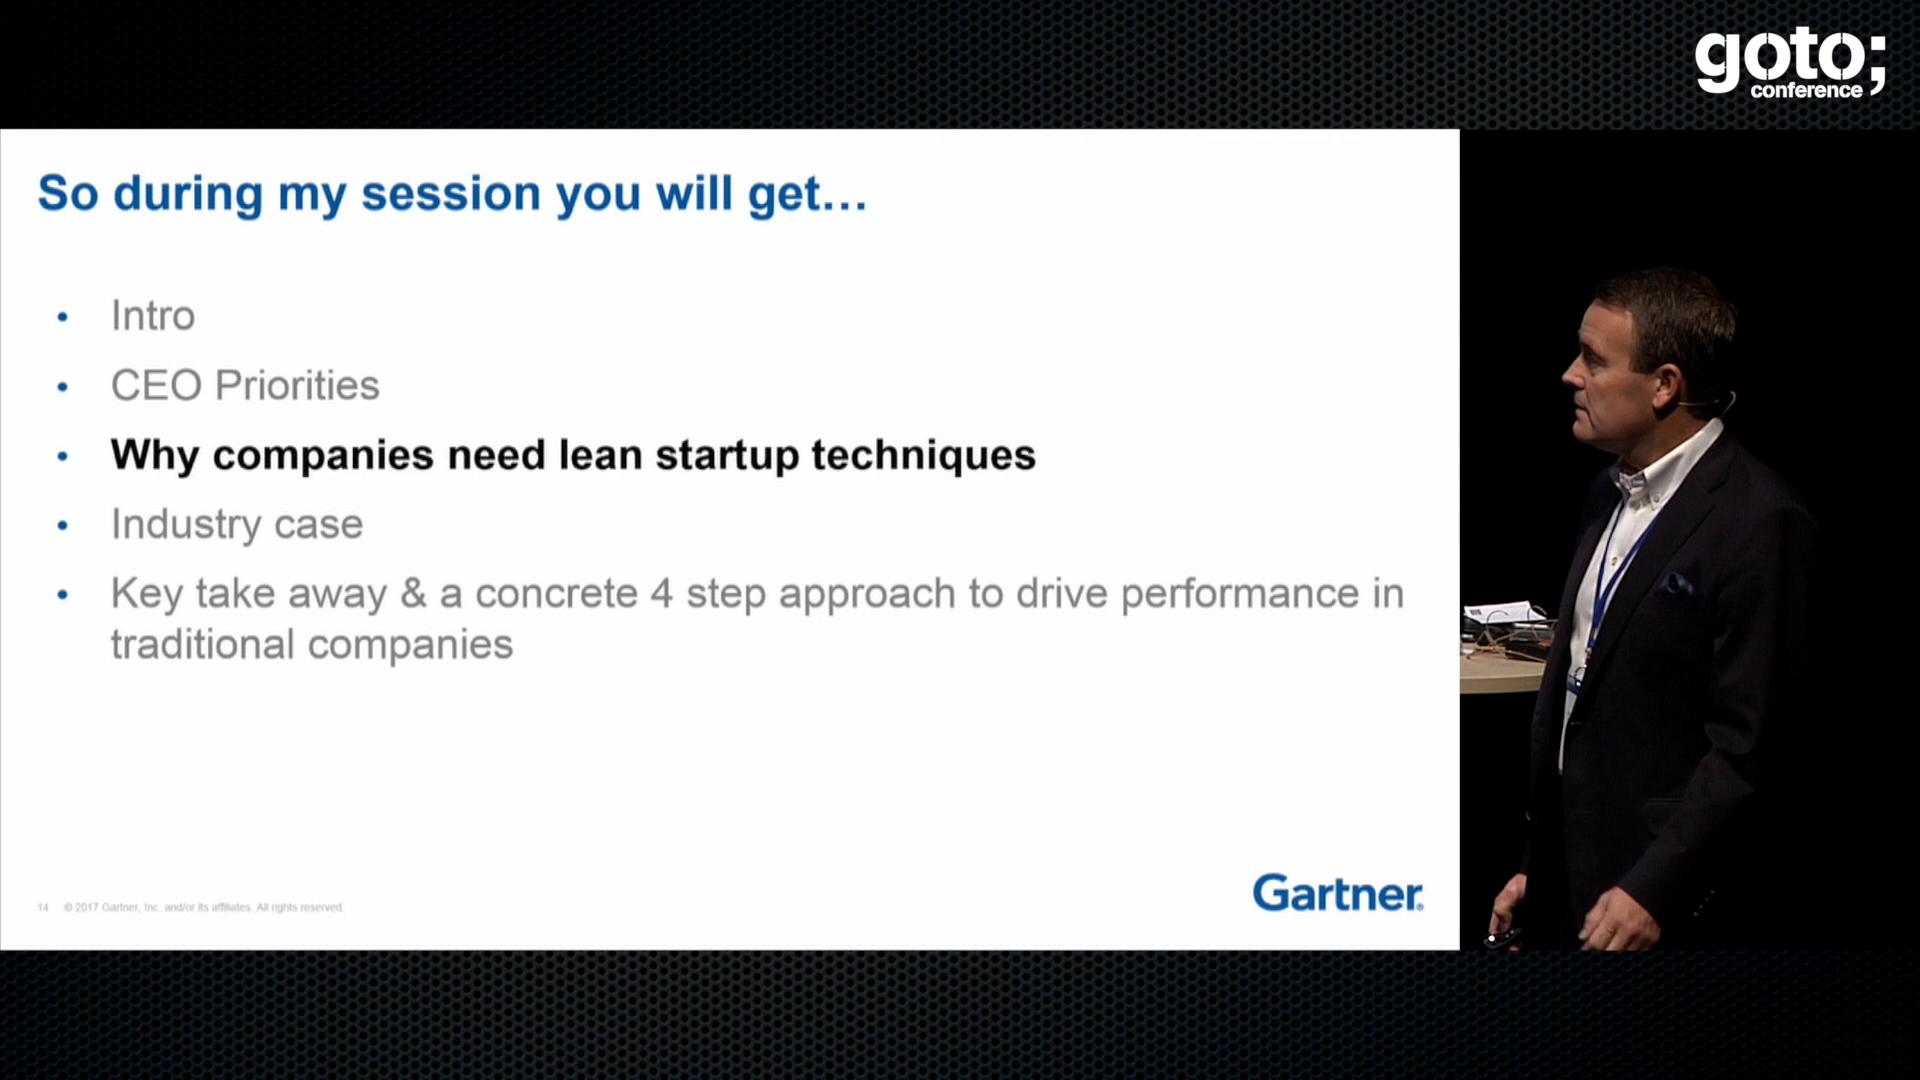 goto;
conference
So during my session you will get…
• Intro
• CEO Priorities
• Why companies need lean startup techniques
• Industry case
• Key take away & a concrete 4 step approach to drive performance in
traditional companies
14 © 2017 Gartner, Inc. and/or its affiliates. All rights reserved.
Gartner.